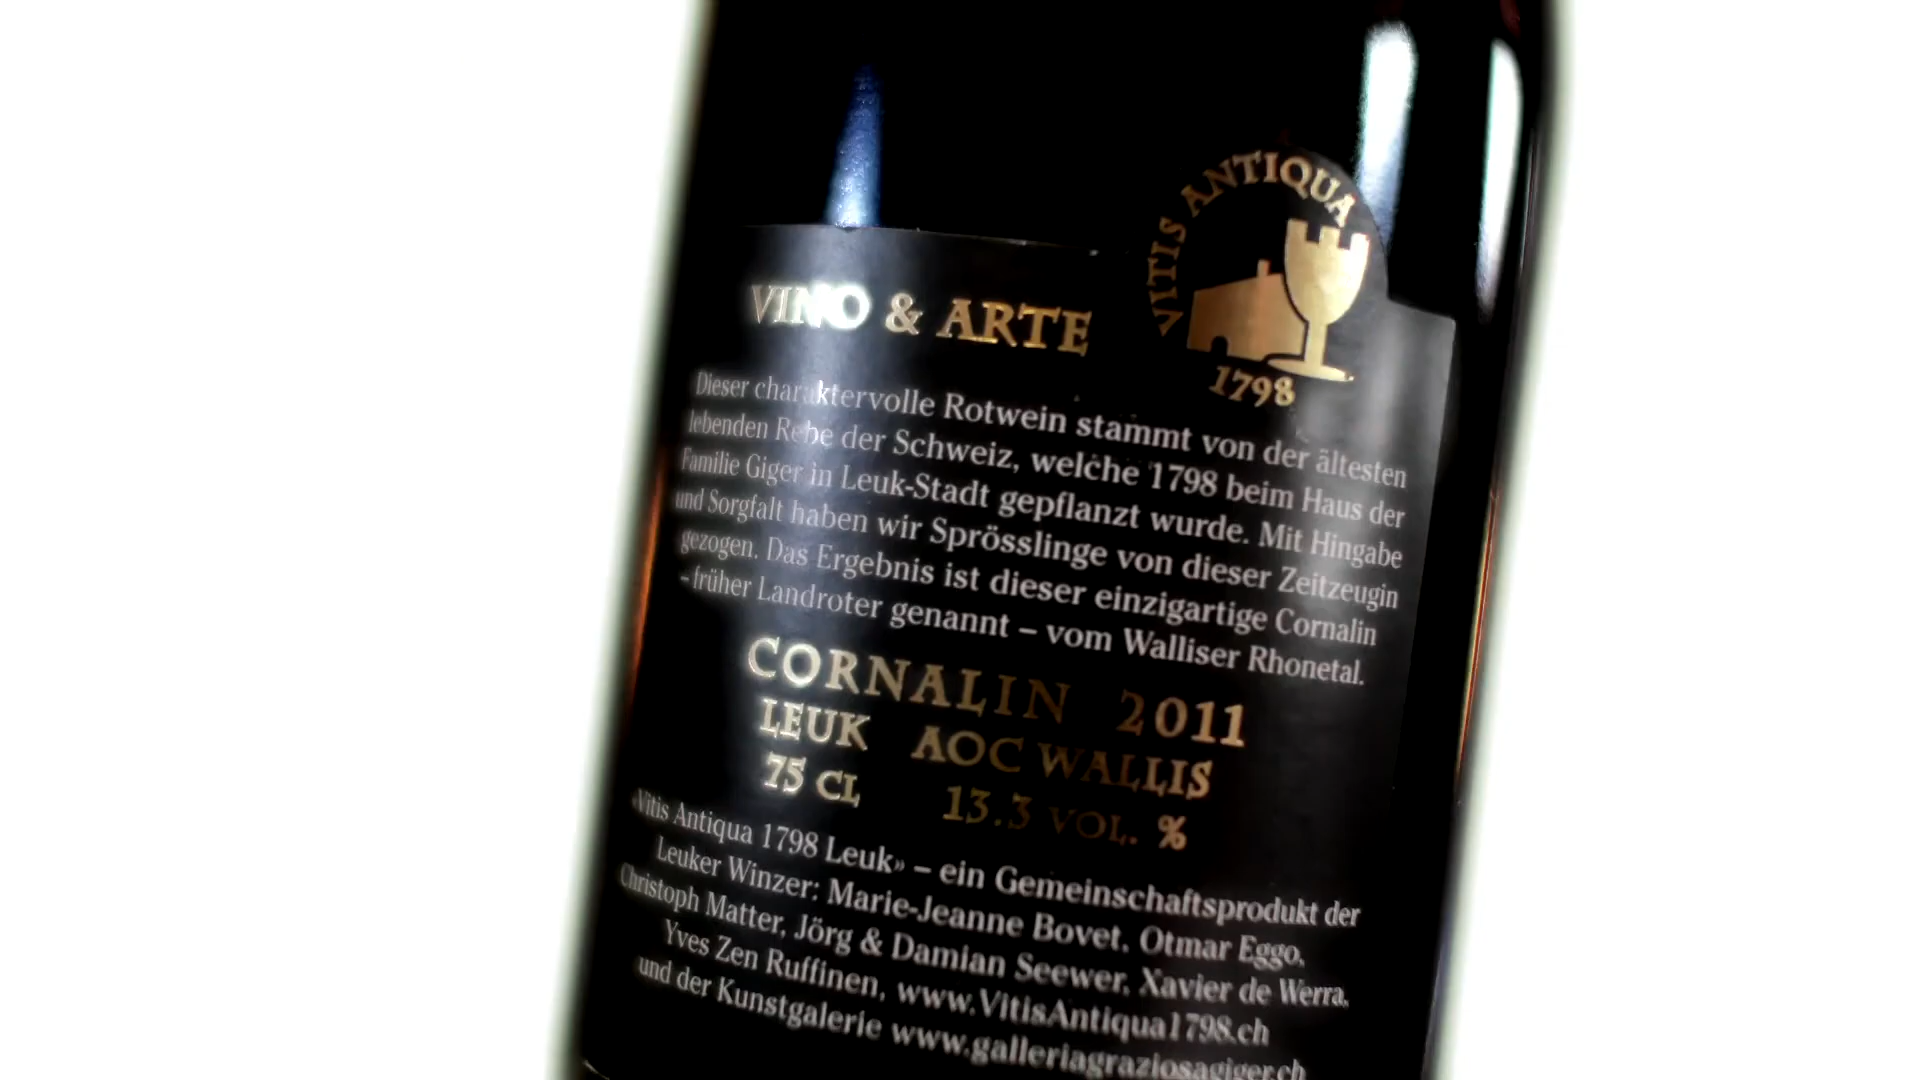 VITIS ANTIQUA
1798
VINO & ARTE
Dieser charaktervolle Rotwein stammt von der ältesten
lebenden Rebe der Schweiz, welche 1798 beim Haus der
Familie Giger in Leuk-Stadt gepflanzt wurde. Mit Hingabe
und Sorgfalt haben wir Sprösslinge von dieser Zeitzeugin
gezogen. Das Ergebnis ist dieser einzigartige Cornalin
– früher Landroter genannt – vom Walliser Rhonetal.
CORNALIN 2011
LEUK AOC WALLIS
75 CL 13.3 VOL. %
«Vitis Antiqua 1798 Leuk» – ein Gemeinschaftsprodukt der
Leuker Winzer: Marie-Jeanne Bovet, Otmar Eggo,
Christoph Matter, Jörg & Damian Seewer, Xavier de Werra,
Yves Zen Ruffinen, www.VitisAntiqua1798.ch
und der Kunstgalerie www.galleriagraziosagiger.ch